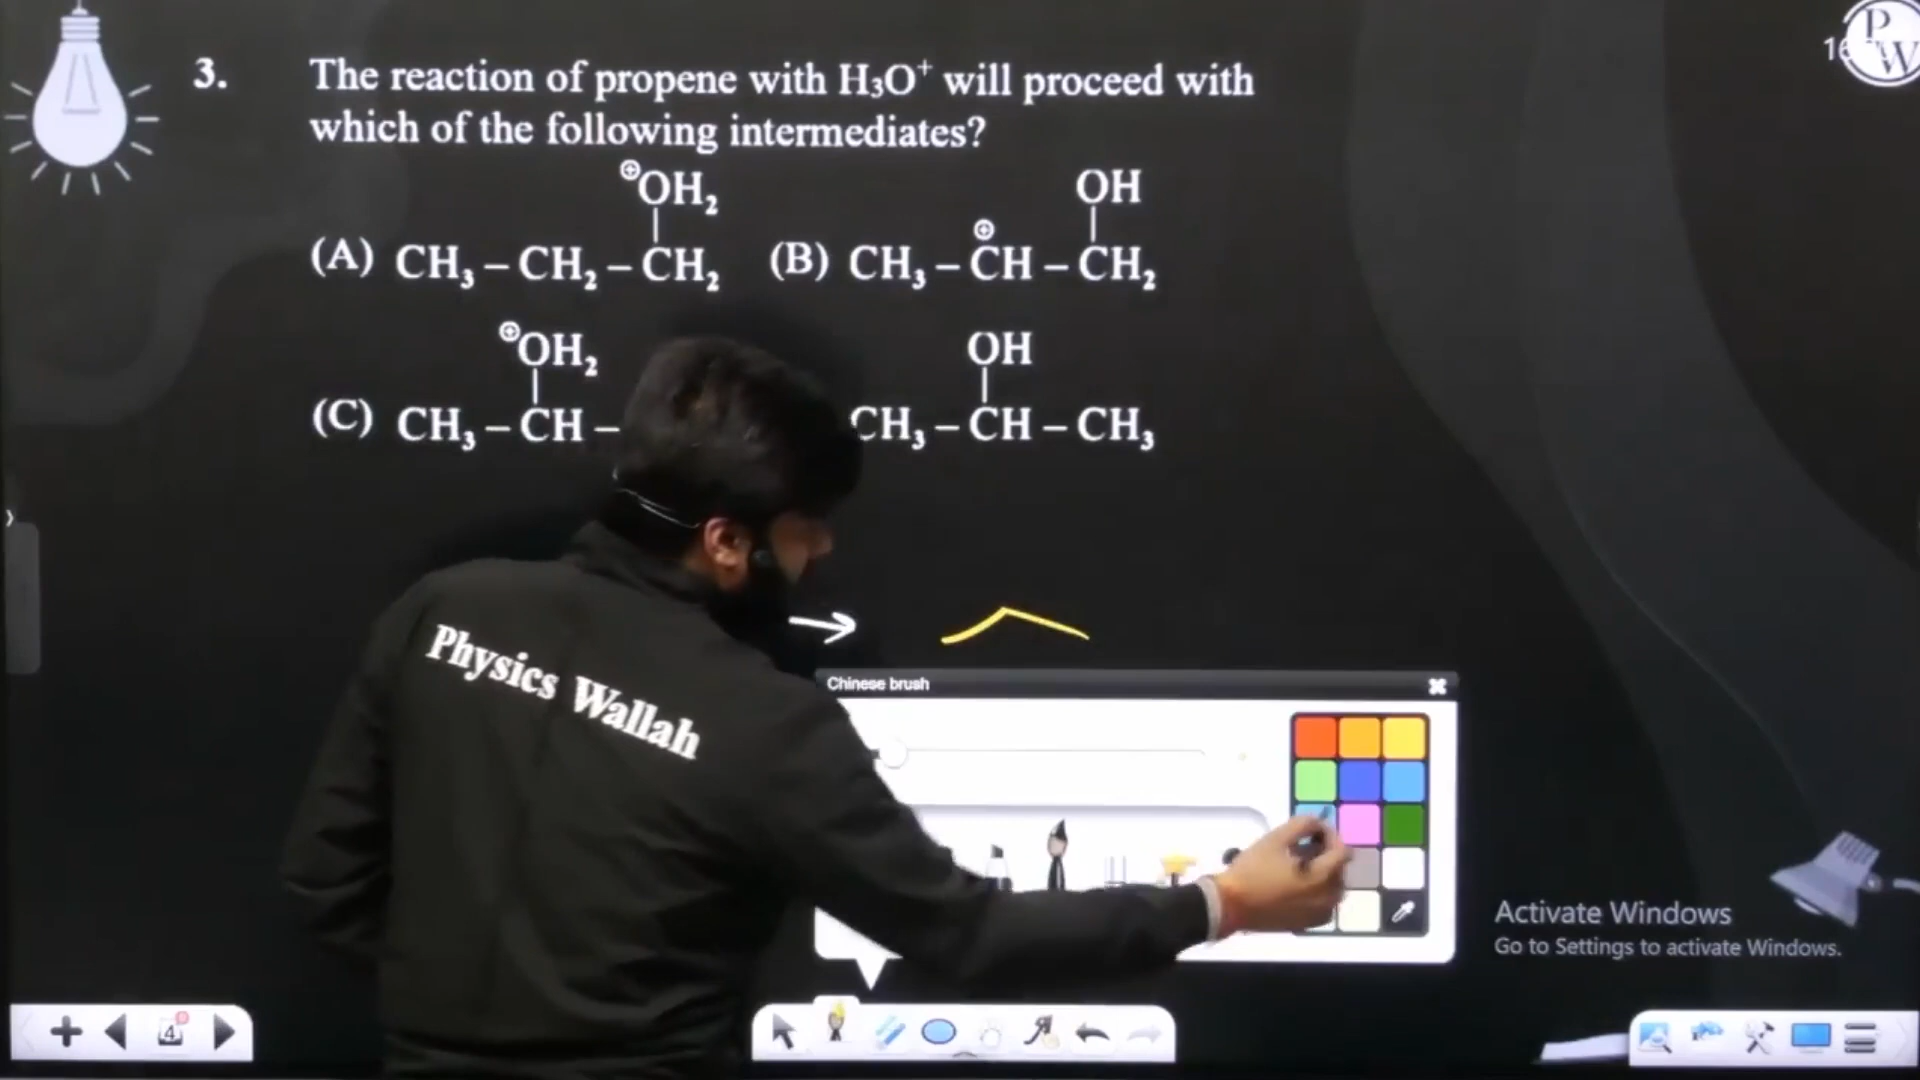 3. The reaction of propene with H₃O⁺ will proceed with
which of the following intermediates?
⊕OH₂
(A) CH₃ – CH₂ – CH₂
OH
(B) CH₃ – C⊕H – CH₂
⊕OH₂
(C) CH₃ – CH –
OH
CH₃ – CH – CH₃
PW
Physics Wallah
Chinese brush
Activate Windows
Go to Settings to activate Windows.
4